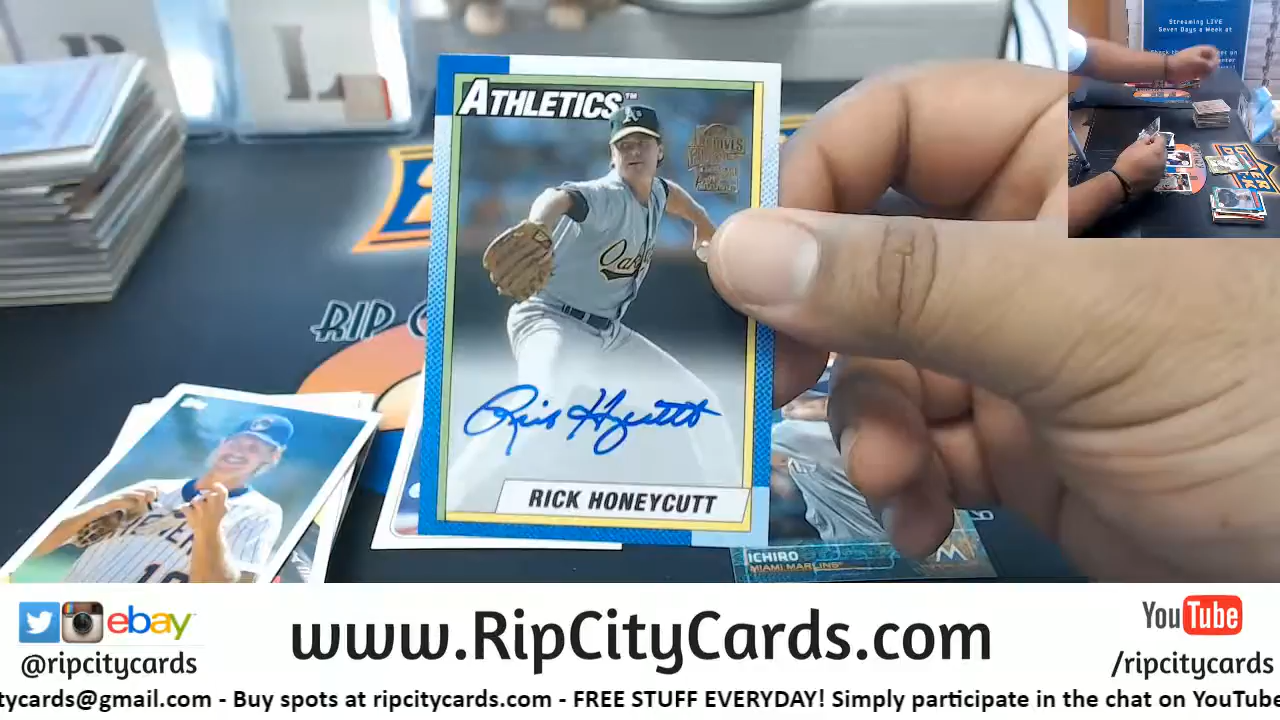 Streaming LIVE
Seven Days a Week at
ATHLETICS™
A's
RIP C
Rick Honeycutt
RICK HONEYCUTT
ICHIRO
MIAMI MARLINS
@ripcitycards
ebay
www.RipCityCards.com
YouTube
/ripcitycards
tycards@gmail.com - Buy spots at ripcitycards.com - FREE STUFF EVERYDAY! Simply participate in the chat on YouTube